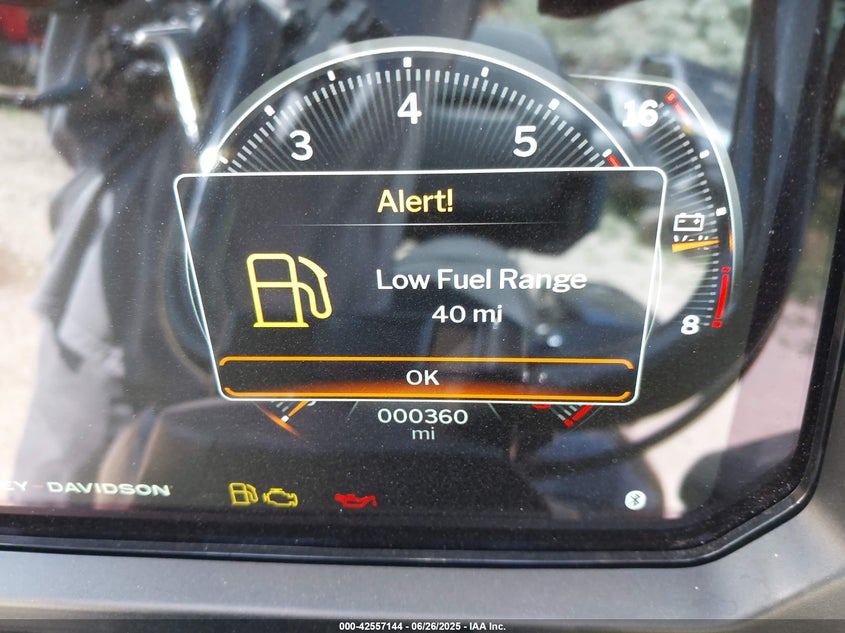 4
3
5
16
Alert!
Low Fuel Range
40 mi
8
OK
000360
mi
EY-DAVIDSON
000-42557144 - 06/26/2025 - IAA Inc.